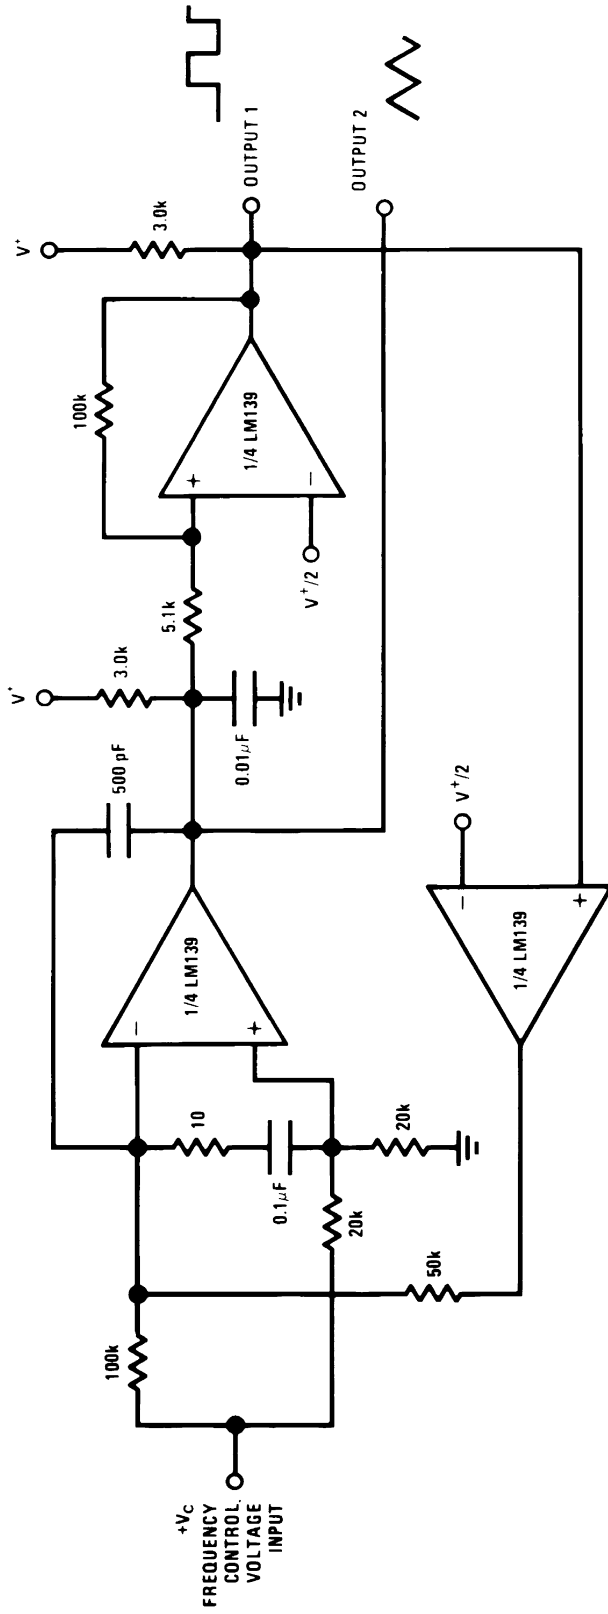 +VC
FREQUENCY
CONTROL.
VOLTAGE
INPUT
100k
20k
50k
10
0.1μF
20k
−
+
1/4 LM139
500 pF
V+
3.0k
0.01μF
5.1k
100k
+
−
1/4 LM139
V+/2
V+
3.0k
OUTPUT 1
OUTPUT 2
V+/2
−
+
1/4 LM139